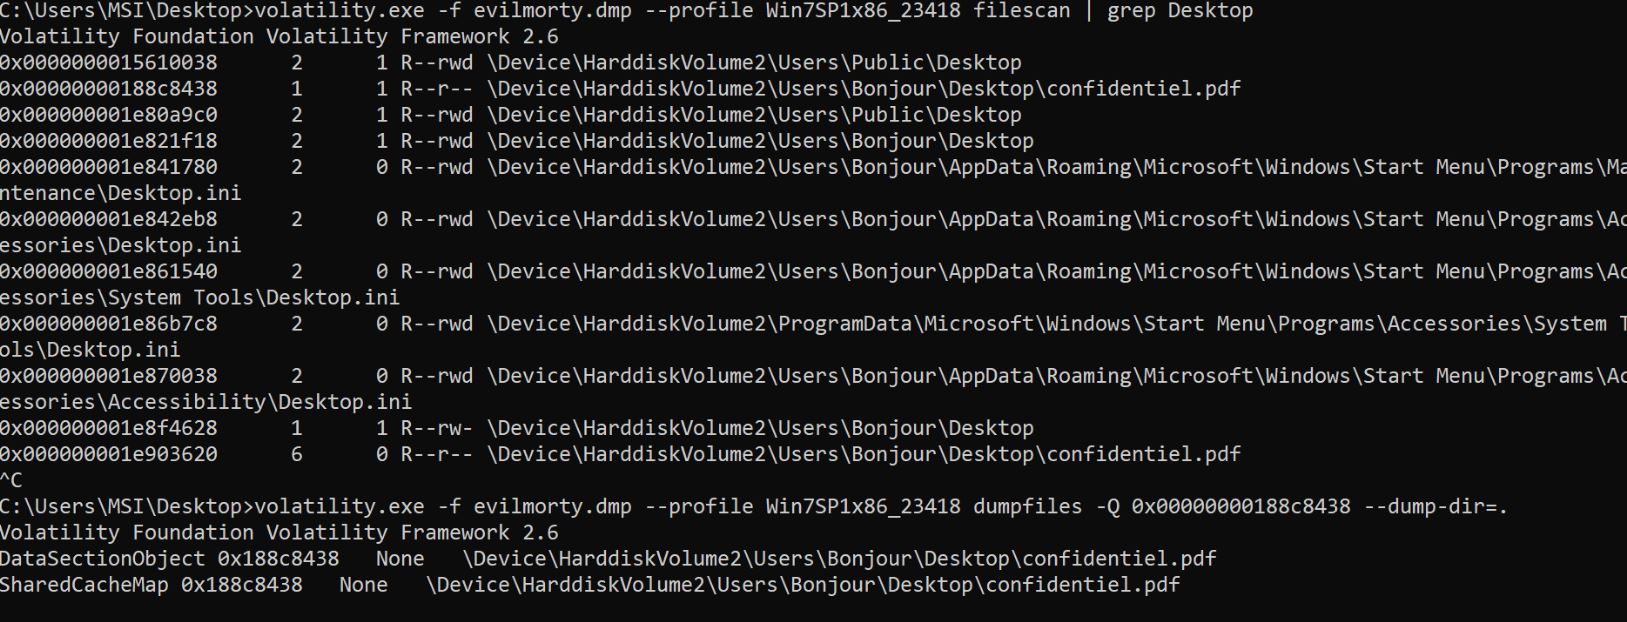 C:\Users\MSI\Desktop>volatility.exe -f evilmorty.dmp --profile Win7SP1x86_23418 filescan | grep Desktop
Volatility Foundation Volatility Framework 2.6
0x0000000015610038      2      1 R--rwd \Device\HarddiskVolume2\Users\Public\Desktop
0x00000000188c8438      1      1 R--r-- \Device\HarddiskVolume2\Users\Bonjour\Desktop\confidentiel.pdf
0x000000001e80a9c0      2      1 R--rwd \Device\HarddiskVolume2\Users\Public\Desktop
0x000000001e821f18      2      1 R--rwd \Device\HarddiskVolume2\Users\Bonjour\Desktop
0x000000001e841780      2      0 R--rwd \Device\HarddiskVolume2\Users\Bonjour\AppData\Roaming\Microsoft\Windows\Start Menu\Programs\Ma
ntenance\Desktop.ini
0x000000001e842eb8      2      0 R--rwd \Device\HarddiskVolume2\Users\Bonjour\AppData\Roaming\Microsoft\Windows\Start Menu\Programs\Ac
essories\Desktop.ini
0x000000001e861540      2      0 R--rwd \Device\HarddiskVolume2\Users\Bonjour\AppData\Roaming\Microsoft\Windows\Start Menu\Programs\Ac
essories\System Tools\Desktop.ini
0x000000001e86b7c8      2      0 R--rwd \Device\HarddiskVolume2\ProgramData\Microsoft\Windows\Start Menu\Programs\Accessories\System T
ols\Desktop.ini
0x000000001e870038      2      0 R--rwd \Device\HarddiskVolume2\Users\Bonjour\AppData\Roaming\Microsoft\Windows\Start Menu\Programs\Ac
essories\Accessibility\Desktop.ini
0x000000001e8f4628      1      1 R--rw- \Device\HarddiskVolume2\Users\Bonjour\Desktop
0x000000001e903620      6      0 R--r-- \Device\HarddiskVolume2\Users\Bonjour\Desktop\confidentiel.pdf
^C
C:\Users\MSI\Desktop>volatility.exe -f evilmorty.dmp --profile Win7SP1x86_23418 dumpfiles -Q 0x00000000188c8438 --dump-dir=.
Volatility Foundation Volatility Framework 2.6
DataSectionObject 0x188c8438   None   \Device\HarddiskVolume2\Users\Bonjour\Desktop\confidentiel.pdf
SharedCacheMap 0x188c8438   None   \Device\HarddiskVolume2\Users\Bonjour\Desktop\confidentiel.pdf